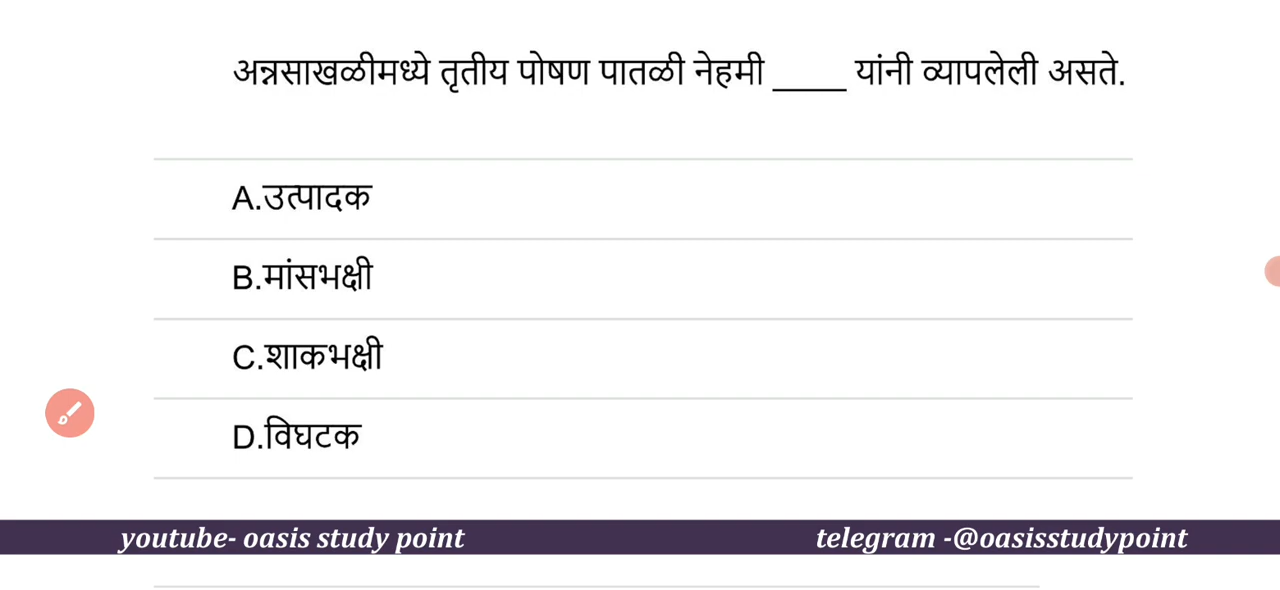 अन्नसाखळीमध्ये तृतीय पोषण पातळी नेहमी ____ यांनी व्यापलेली असते.
A.उत्पादक
B.मांसभक्षी
C.शाकभक्षी
D.विघटक
youtube- oasis study point telegram -@oasisstudypoint